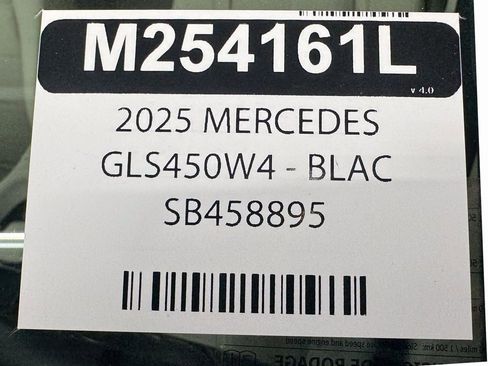 M254161L
v 4.0
2025 MERCEDES
GLS450W4 - BLAC
SB458895